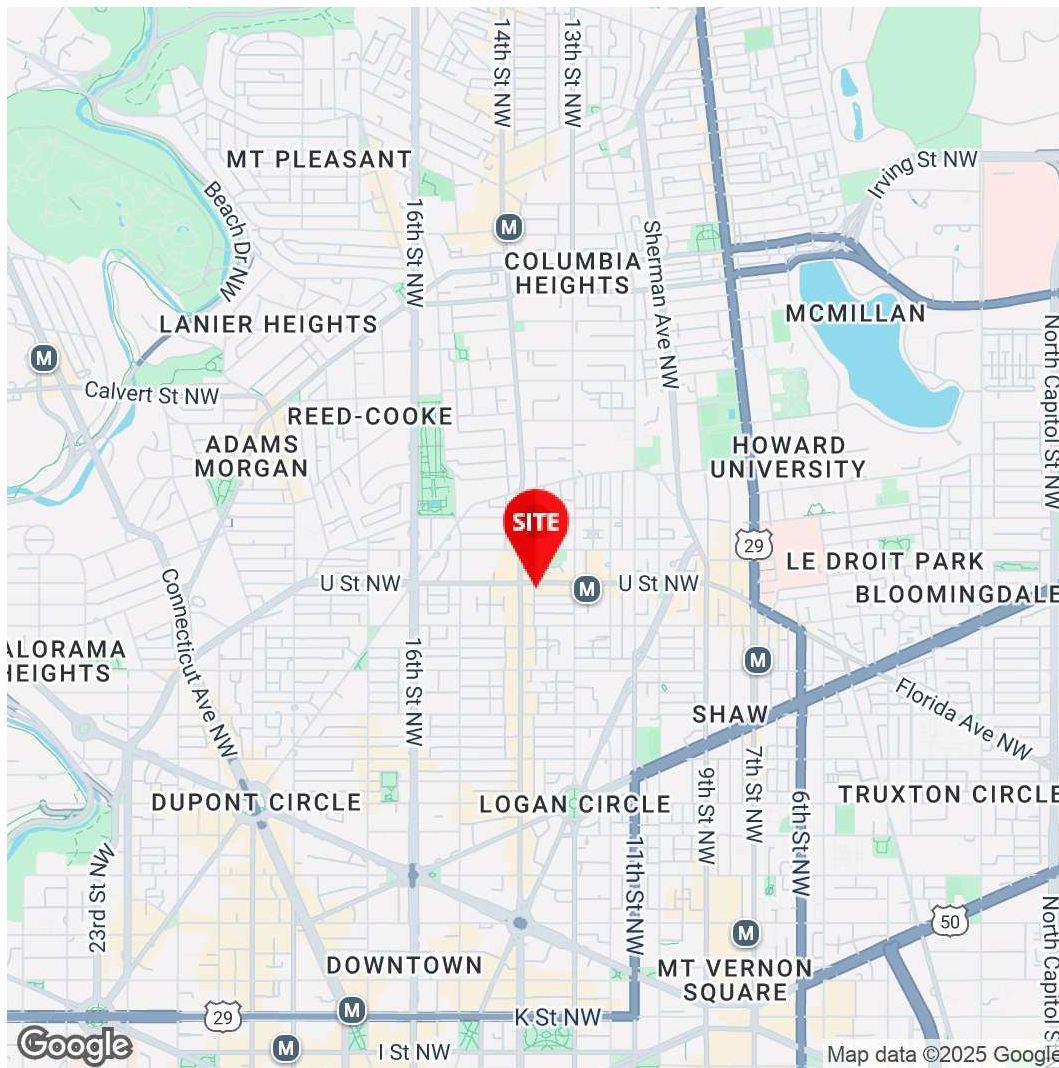 14th St NW
13th St NW
MT PLEASANT
Irving St NW
Beach Dr NW
16th St NW
M
Sherman Ave NW
COLUMBIA
HEIGHTS
MCMILLAN
LANIER HEIGHTS
North Capitol St NW
M
Calvert St NW
REED-COOKE
ADAMS
MORGAN
HOWARD
UNIVERSITY
SITE
29
LE DROIT PARK
U St NW
M
U St NW
BLOOMINGDALE
Connecticut Ave NW
16th St NW
ALORAMA
HEIGHTS
M
Florida Ave NW
SHAW
7th St NW
9th St NW
6th St NW
DUPONT CIRCLE
LOGAN CIRCLE
TRUXTON CIRCLE
11th St NW
23rd St NW
50
M
North Capitol S
DOWNTOWN
MT VERNON
SQUARE
M
29
K St NW
M
I St NW
Google
Map data ©2025 Google